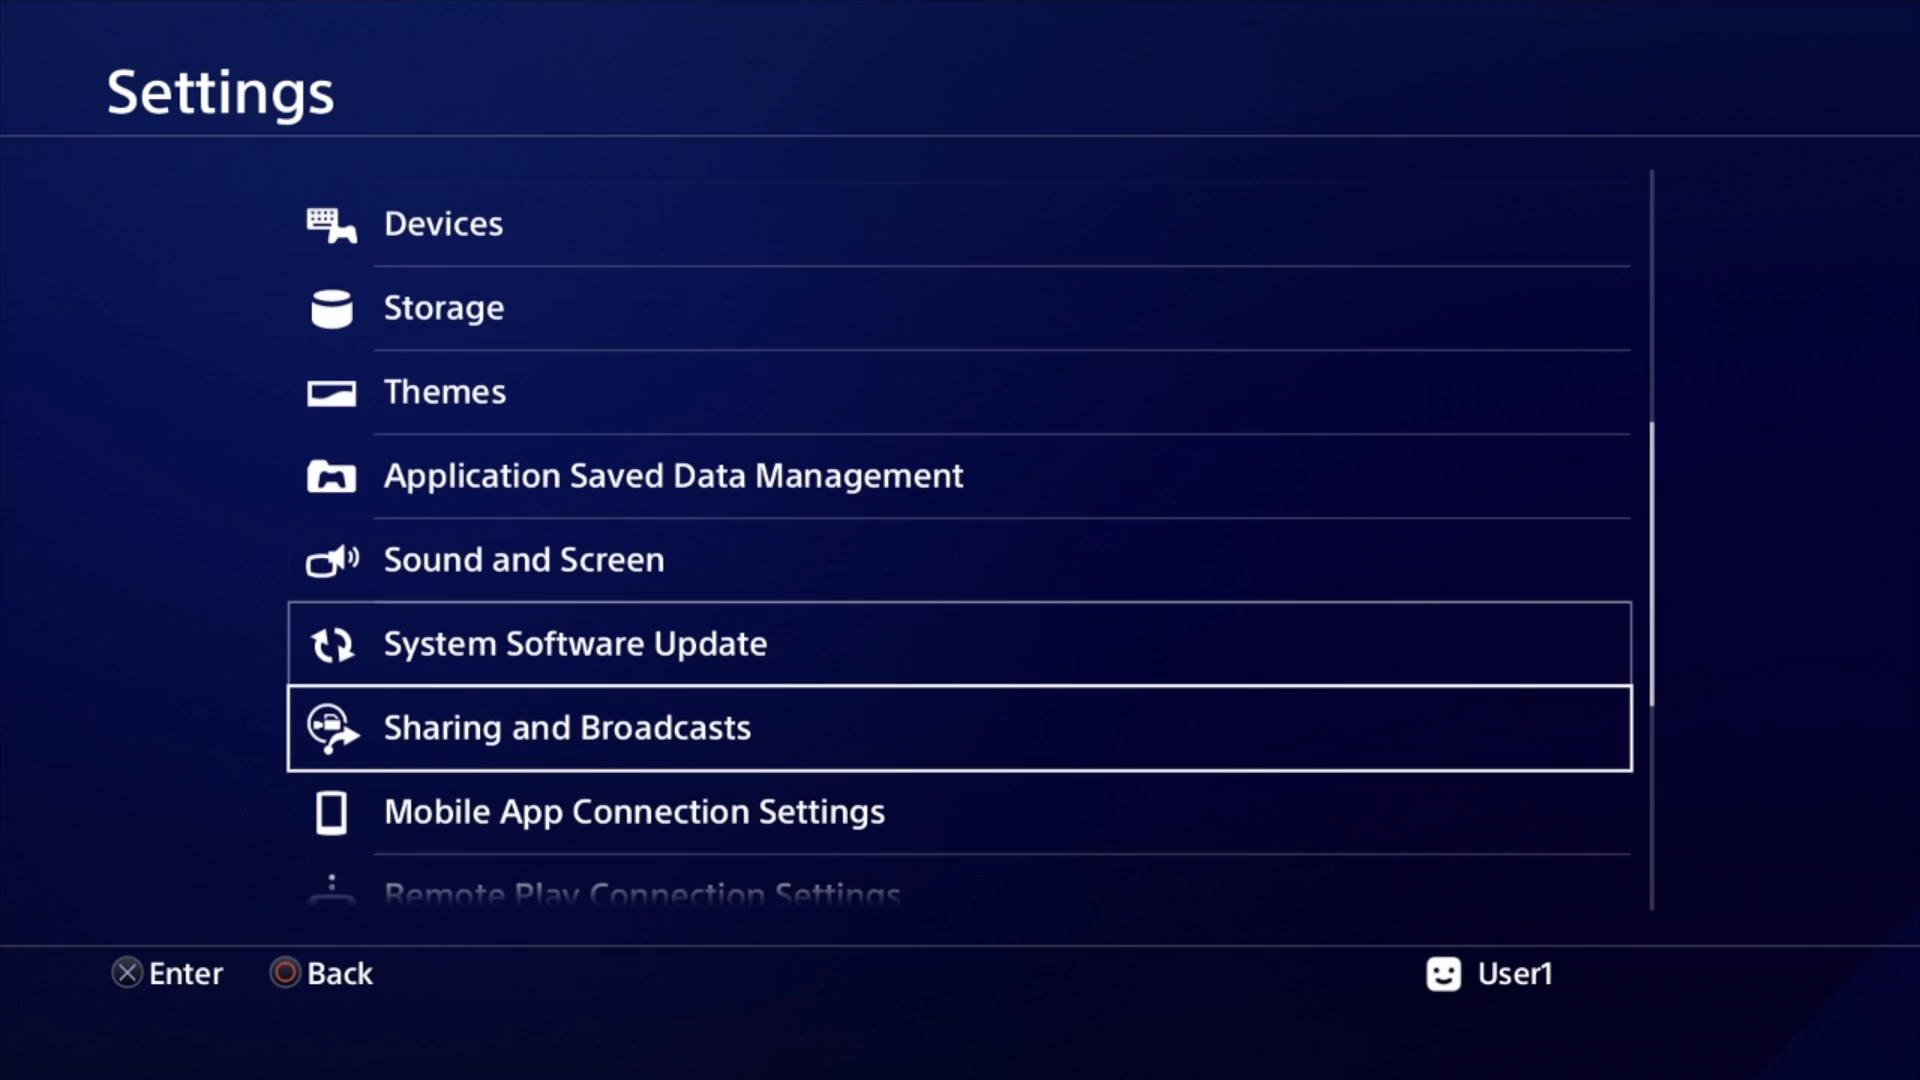 Settings
Devices
Storage
Themes
Application Saved Data Management
Sound and Screen
System Software Update
Sharing and Broadcasts
Mobile App Connection Settings
Remote Play Connection Settings
Enter
Back
User1